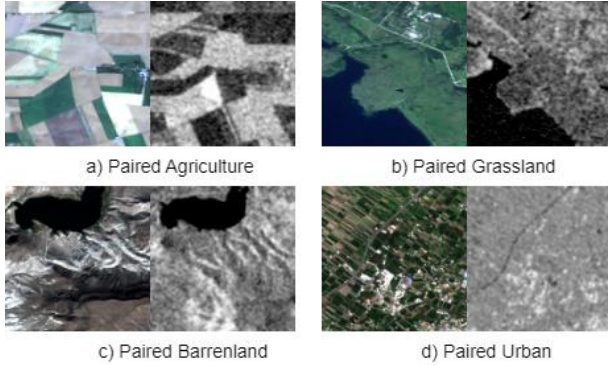 a) Paired Agriculture
b) Paired Grassland
c) Paired Barrenland
d) Paired Urban